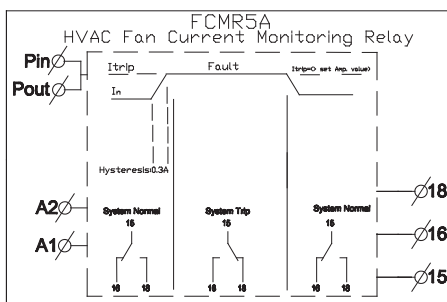 FCMR5A
HVAC Fan Current Monitoring Relay
Pin
Pout
Itrip
Fault
Itrip=(> set Amp. value)
In
Hysteresis:0.3A
A2
A1
System Normal
15
16 18
System Trip
15
16 18
System Normal
15
16 18
18
16
15